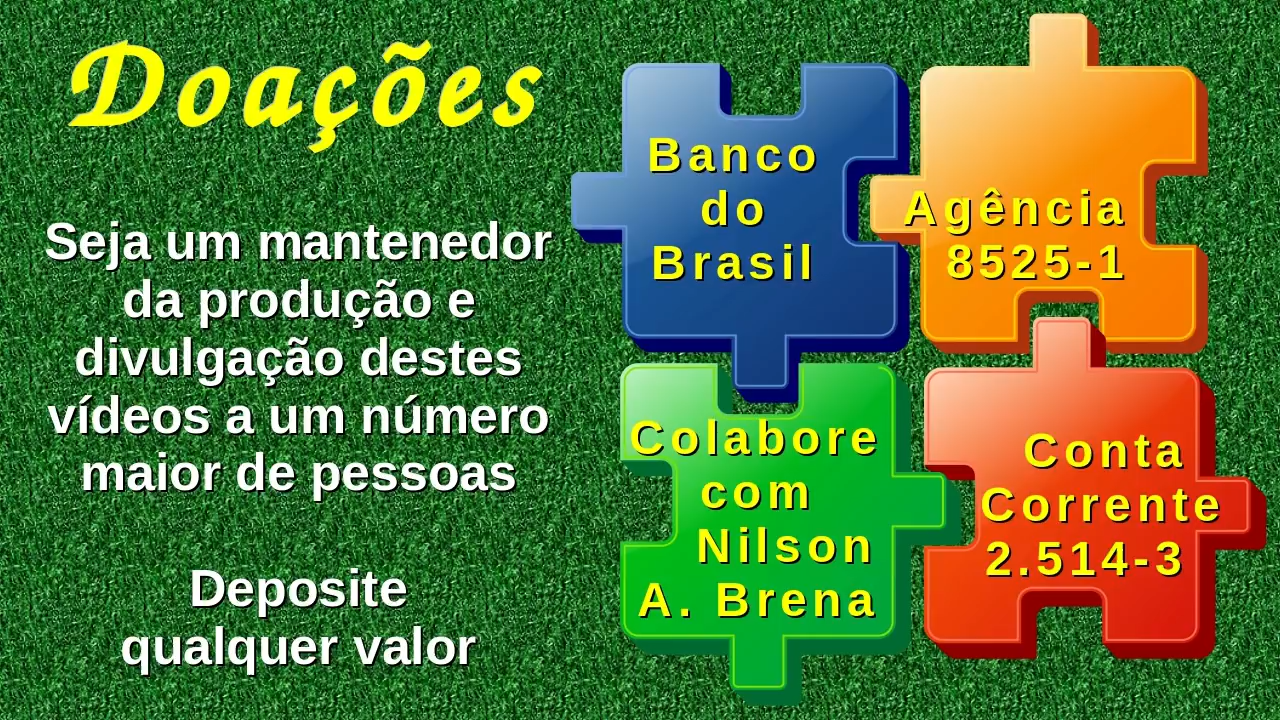 Doações
Seja um mantenedor
da produção e
divulgação destes
vídeos a um número
maior de pessoas
Deposite
qualquer valor
Banco
do
Brasil
Agência
8525-1
Colabore
com
Nilson
A. Brena
Conta
Corrente
2.514-3